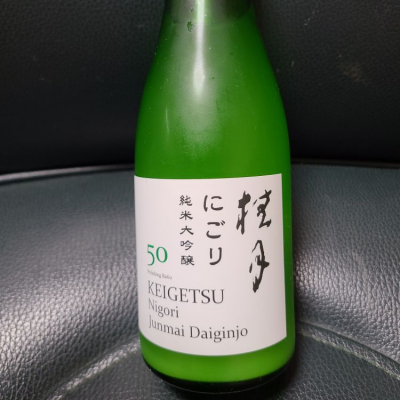 桂月
にごり
純米大吟醸
50
Polishing Ratio
KEIGETSU
Nigori
Junmai Daiginjo